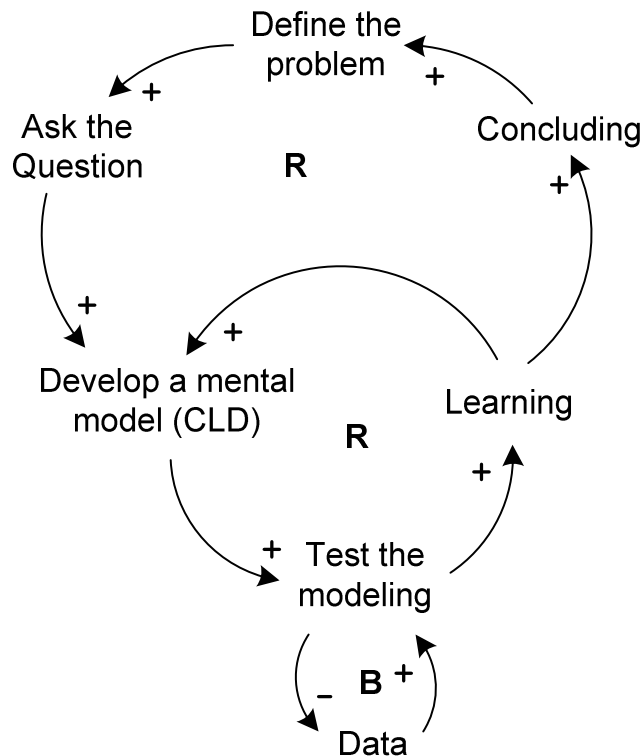 Define the
problem
+
+
Ask the
Question
Concluding
R
+
+
+
Develop a mental
model (CLD)
Learning
R
+
+
Test the
modeling
B
+
−
Data